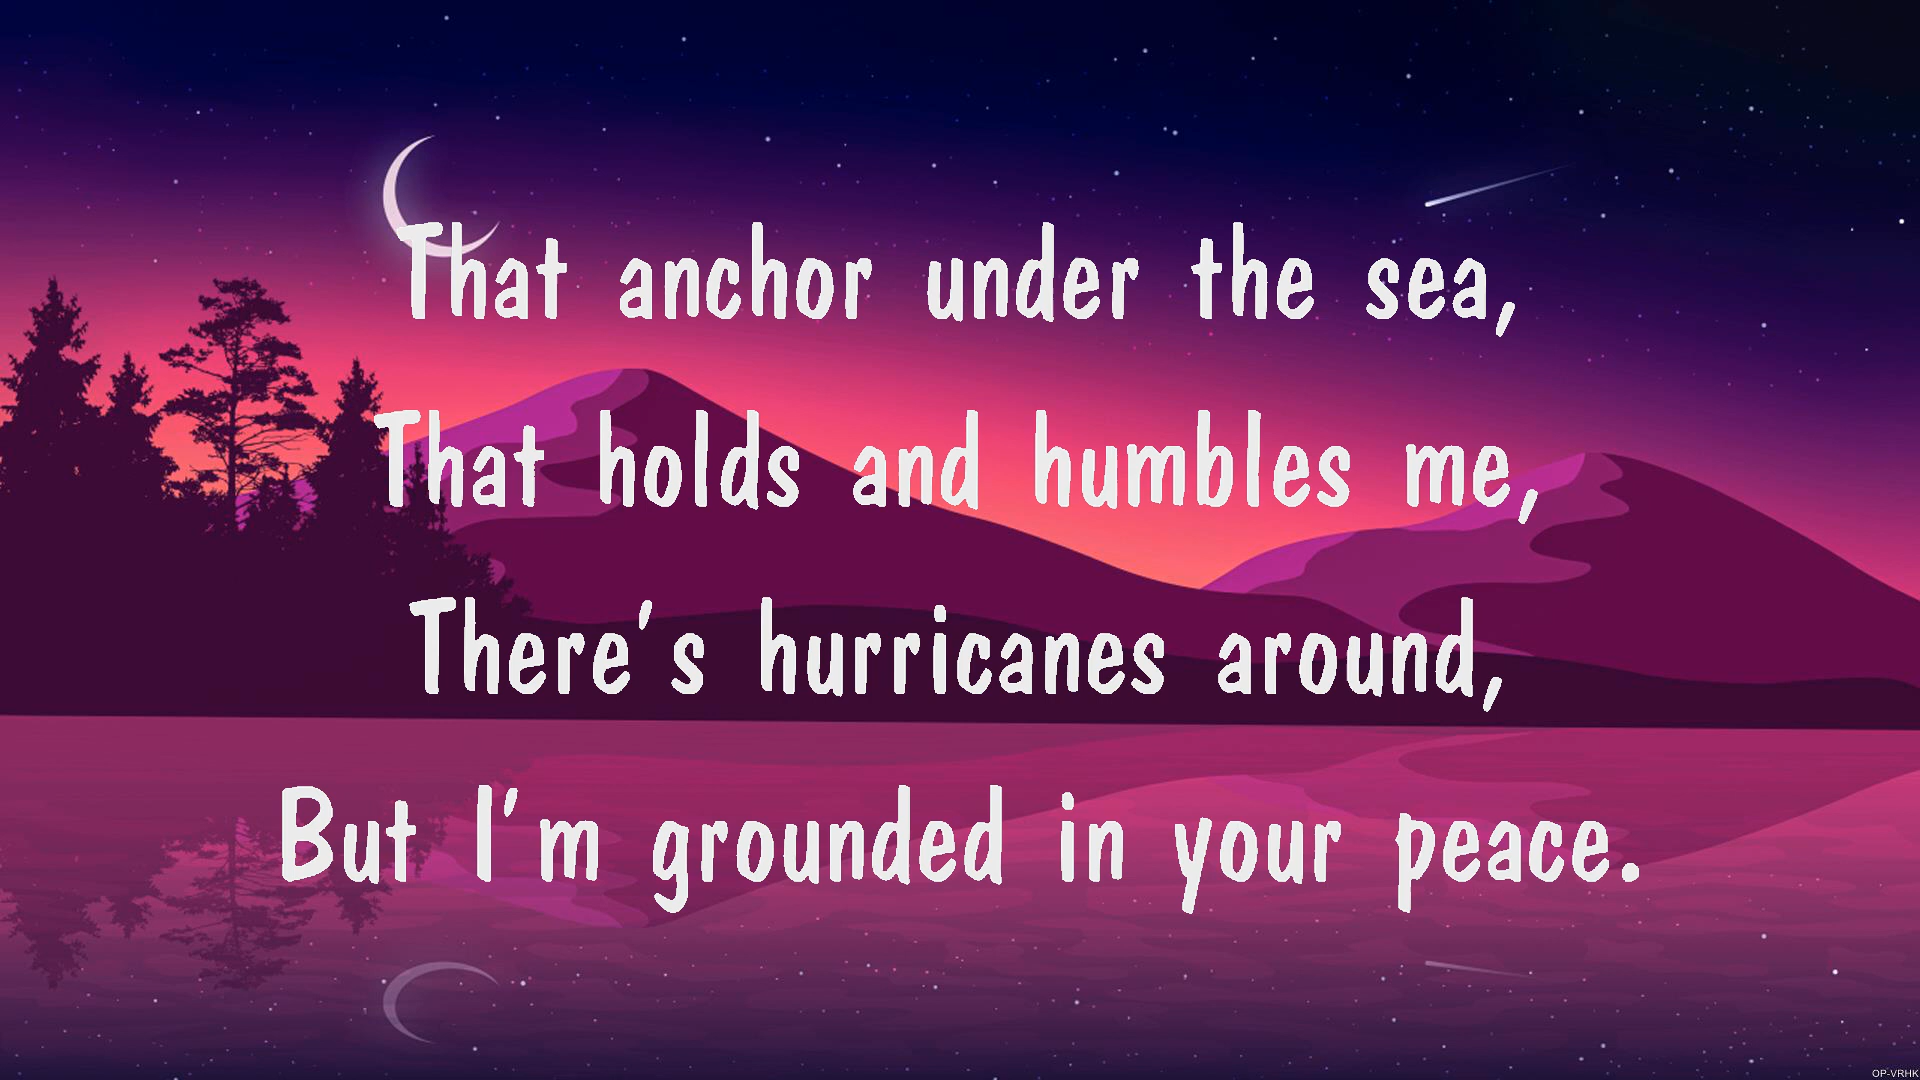 That anchor under the sea,
That holds and humbles me,
There's hurricanes around,
But I'm grounded in your peace.
OP-VRHK